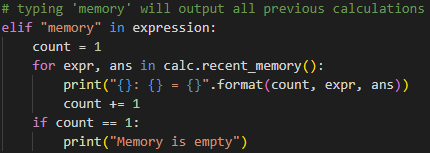 # typing 'memory' will output all previous calculations
elif "memory" in expression:
    count = 1
    for expr, ans in calc.recent_memory():
        print("{}: {} = {}".format(count, expr, ans))
        count += 1
    if count == 1:
        print("Memory is empty")